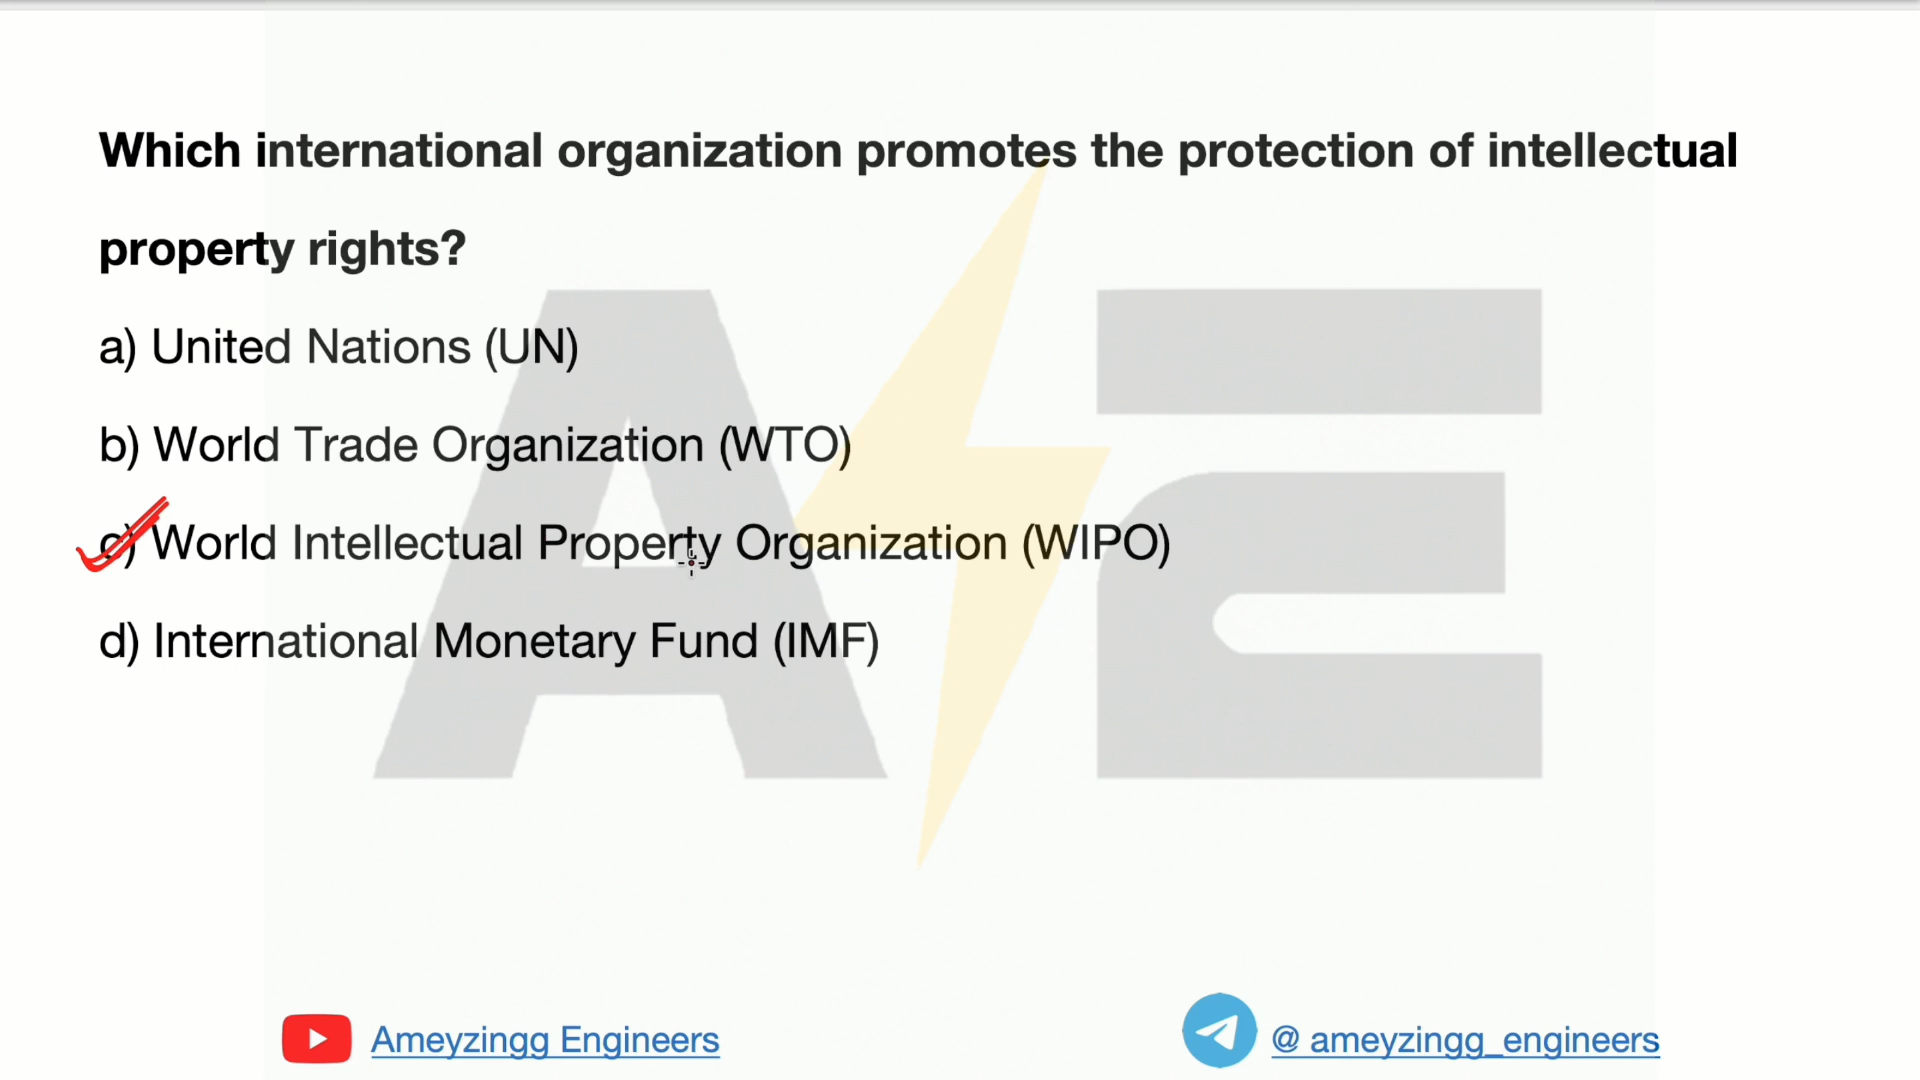 Which international organization promotes the protection of intellectual
property rights?
a) United Nations (UN)
b) World Trade Organization (WTO)
c) World Intellectual Property Organization (WIPO)
d) International Monetary Fund (IMF)
Ameyzingg Engineers
@ ameyzingg_engineers